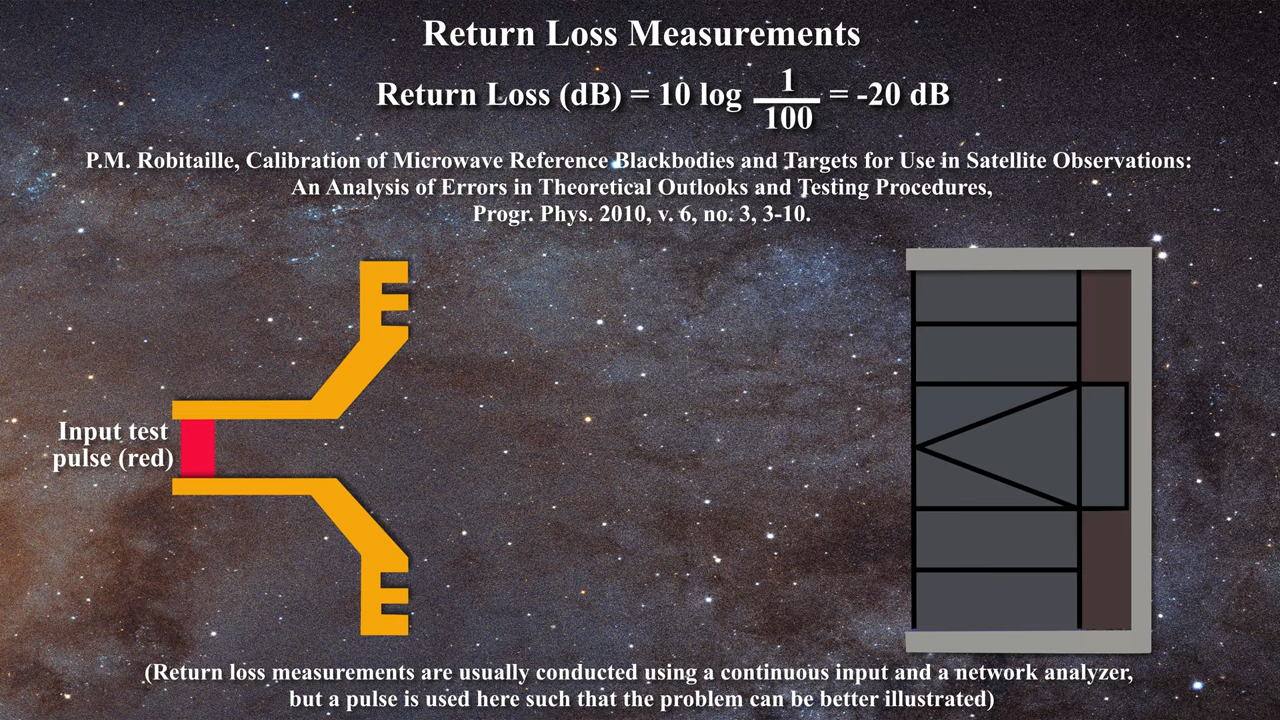 Return Loss Measurements
Return Loss (dB) = 10 log 1/100 = -20 dB
P.M. Robitaille, Calibration of Microwave Reference Blackbodies and Targets for Use in Satellite Observations:
An Analysis of Errors in Theoretical Outlooks and Testing Procedures,
Progr. Phys. 2010, v. 6, no. 3, 3-10.
Input test
pulse (red)
(Return loss measurements are usually conducted using a continuous input and a network analyzer,
but a pulse is used here such that the problem can be better illustrated)